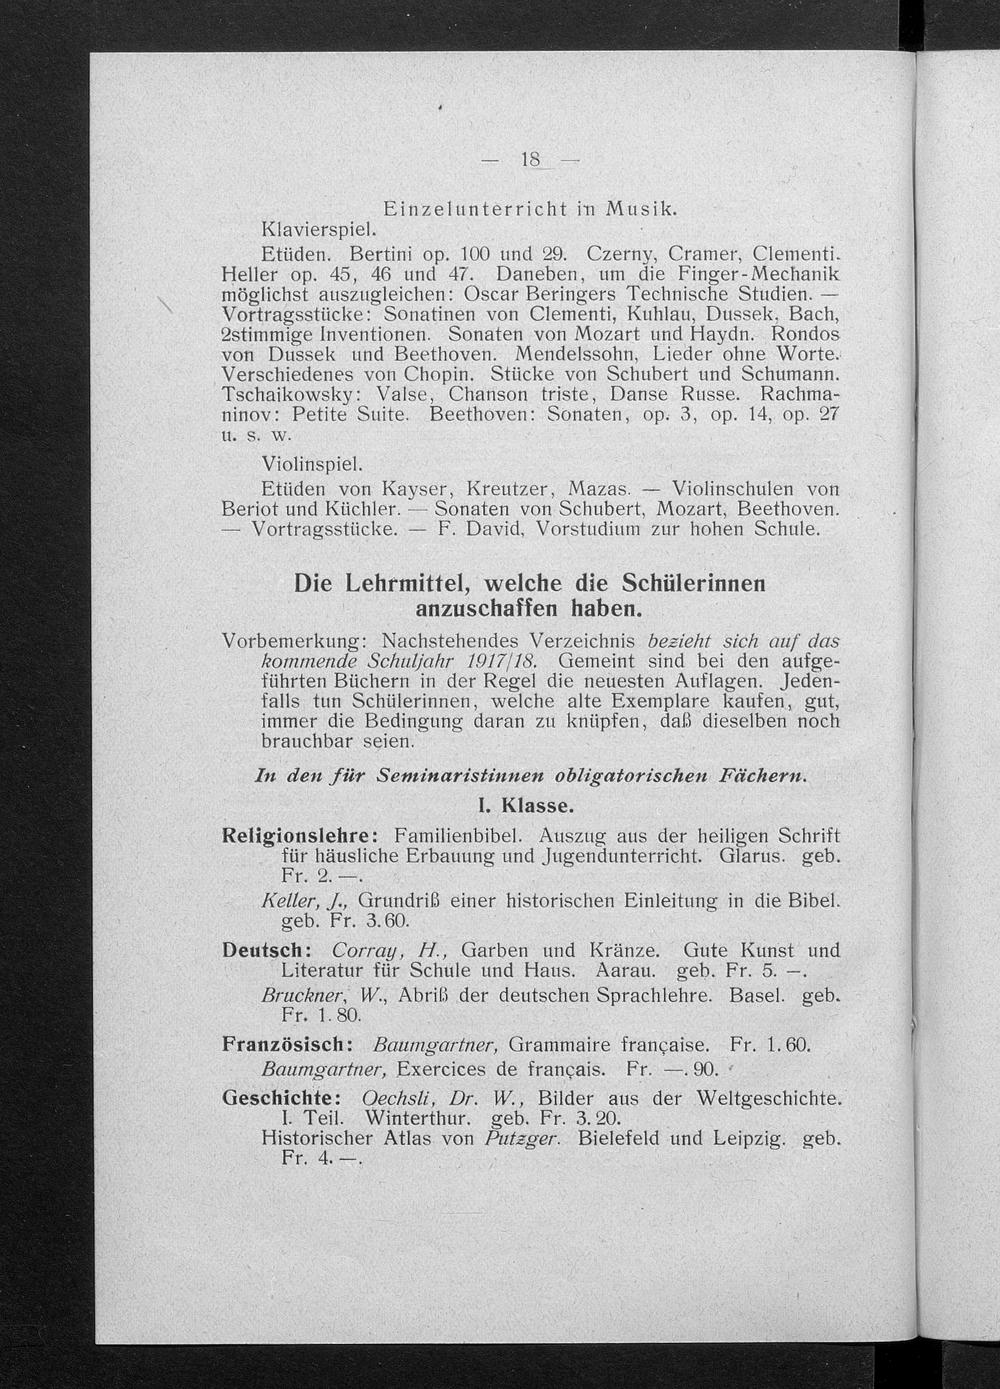 — 18 —
Einzelunterricht in Musik.
Klavierspiel.
Etüden. Bertini op. 100 und 29. Czerny, Cramer, Clementi.
Heller op. 45, 46 und 47. Daneben, um die Finger-Mechanik
möglichst auszugleichen: Oscar Beringers Technische Studien. —
Vortragsstücke: Sonatinen von Clementi, Kuhlau, Dussek, Bach,
2stimmige Inventionen. Sonaten von Mozart und Haydn. Rondos
von Dussek und Beethoven. Mendelssohn, Lieder ohne Worte.
Verschiedenes von Chopin. Stücke von Schubert und Schumann.
Tschaikowsky: Valse, Chanson triste, Danse Russe. Rachma-
ninov: Petite Suite. Beethoven: Sonaten, op. 3, op. 14, op. 27
u. s. w.
Violinspiel.
Etüden von Kayser, Kreutzer, Mazas. — Violinschulen von
Beriot und Küchler. — Sonaten von Schubert, Mozart, Beethoven.
— Vortragsstücke. — F. David, Vorstudium zur hohen Schule.
Die Lehrmittel, welche die Schülerinnen
anzuschaffen haben.
Vorbemerkung: Nachstehendes Verzeichnis bezieht sich auf das
kommende Schuljahr 1917/18. Gemeint sind bei den aufge-
führten Büchern in der Regel die neuesten Auflagen. Jeden-
falls tun Schülerinnen, welche alte Exemplare kaufen, gut,
immer die Bedingung daran zu knüpfen, daß dieselben noch
brauchbar seien.
In den für Seminaristinnen obligatorischen Fächern.
I. Klasse.
Religionslehre: Familienbibel. Auszug aus der heiligen Schrift
für häusliche Erbauung und Jugendunterricht. Glarus. geb.
Fr. 2. —.
Keller, J., Grundriß einer historischen Einleitung in die Bibel.
geb. Fr. 3.60.
Deutsch: Corray, H., Garben und Kränze. Gute Kunst und
Literatur für Schule und Haus. Aarau. geb. Fr. 5. —.
Bruckner, W., Abriß der deutschen Sprachlehre. Basel. geb.
Fr. 1.80.
Französisch: Baumgartner, Grammaire française. Fr. 1.60.
Baumgartner, Exercices de français. Fr. —.90.
Geschichte: Oechsli, Dr. W., Bilder aus der Weltgeschichte.
I. Teil. Winterthur. geb. Fr. 3.20.
Historischer Atlas von Putzger. Bielefeld und Leipzig. geb.
Fr. 4. —.